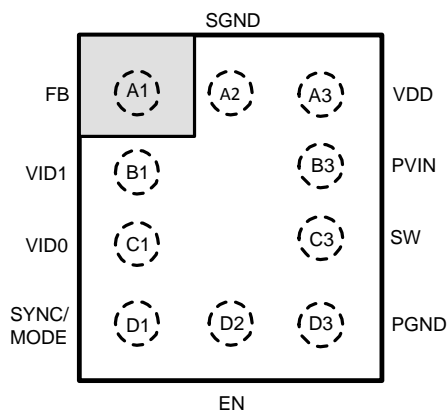 SGND
FB A1 A2 A3 VDD
VID1 B1 B3 PVIN
VID0 C1 C3 SW
SYNC/
MODE D1 D2 D3 PGND
EN